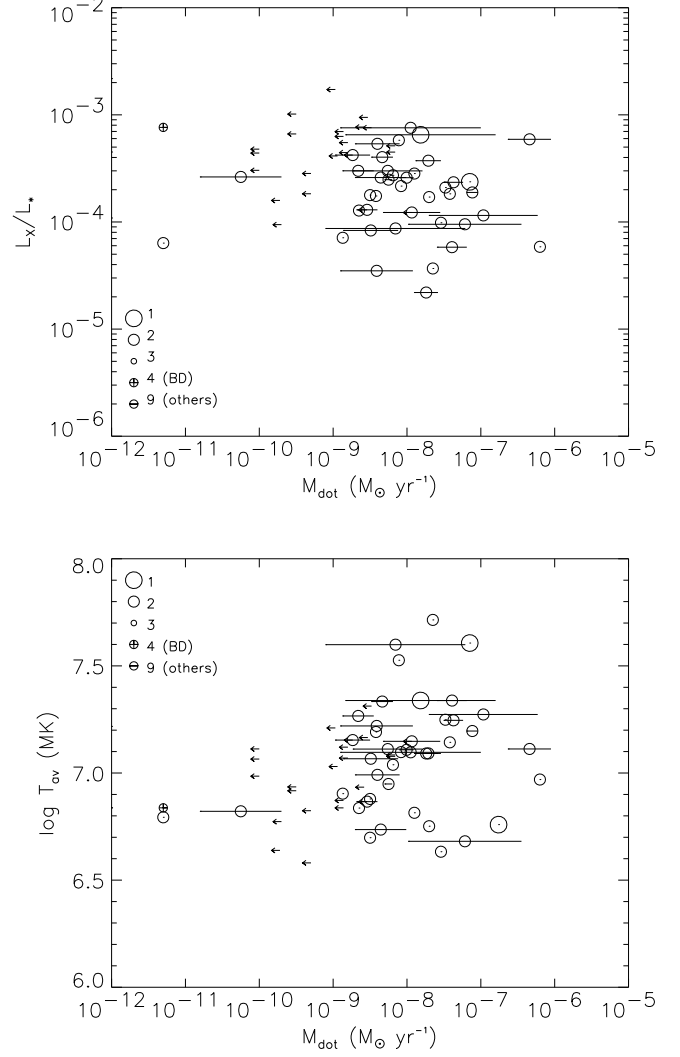 10⁻²
10⁻³
10⁻⁴
10⁻⁵
10⁻⁶
L_X/L_*
1
2
3
4 (BD)
9 (others)
10⁻¹² 10⁻¹¹ 10⁻¹⁰ 10⁻⁹ 10⁻⁸ 10⁻⁷ 10⁻⁶ 10⁻⁵
M_dot (M_⊙ yr⁻¹)
8.0
7.5
7.0
6.5
6.0
log T_av (MK)
1
2
3
4 (BD)
9 (others)
10⁻¹² 10⁻¹¹ 10⁻¹⁰ 10⁻⁹ 10⁻⁸ 10⁻⁷ 10⁻⁶ 10⁻⁵
M_dot (M_⊙ yr⁻¹)